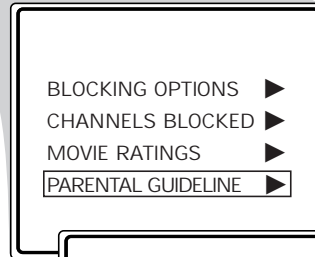 BLOCKING OPTIONS ▶
CHANNELS BLOCKED ▶
MOVIE RATINGS ▶
PARENTAL GUIDELINE ▶